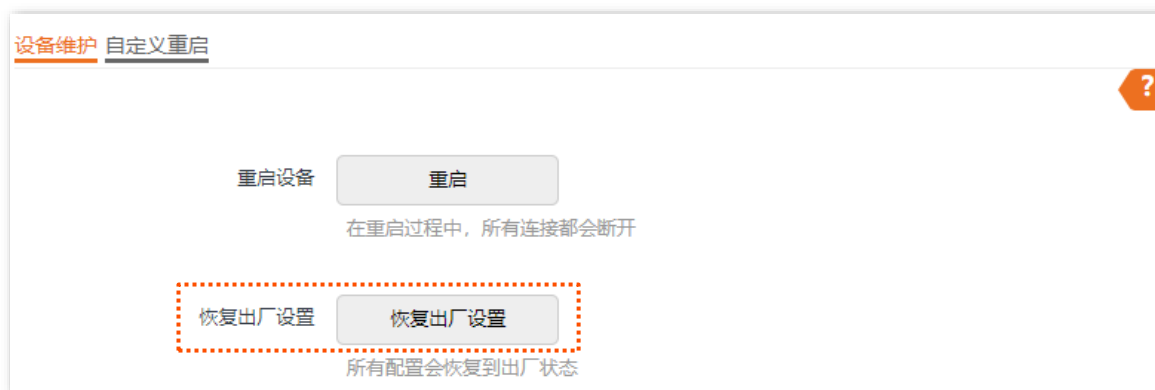 设备维护 自定义重启
?
重启设备 重启
在重启过程中，所有连接都会断开
恢复出厂设置 恢复出厂设置
所有配置会恢复到出厂状态